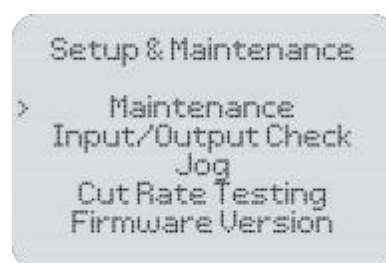 Setup & Maintenance
> Maintenance
Input/Output Check
Jog
Cut Rate Testing
Firmware Version